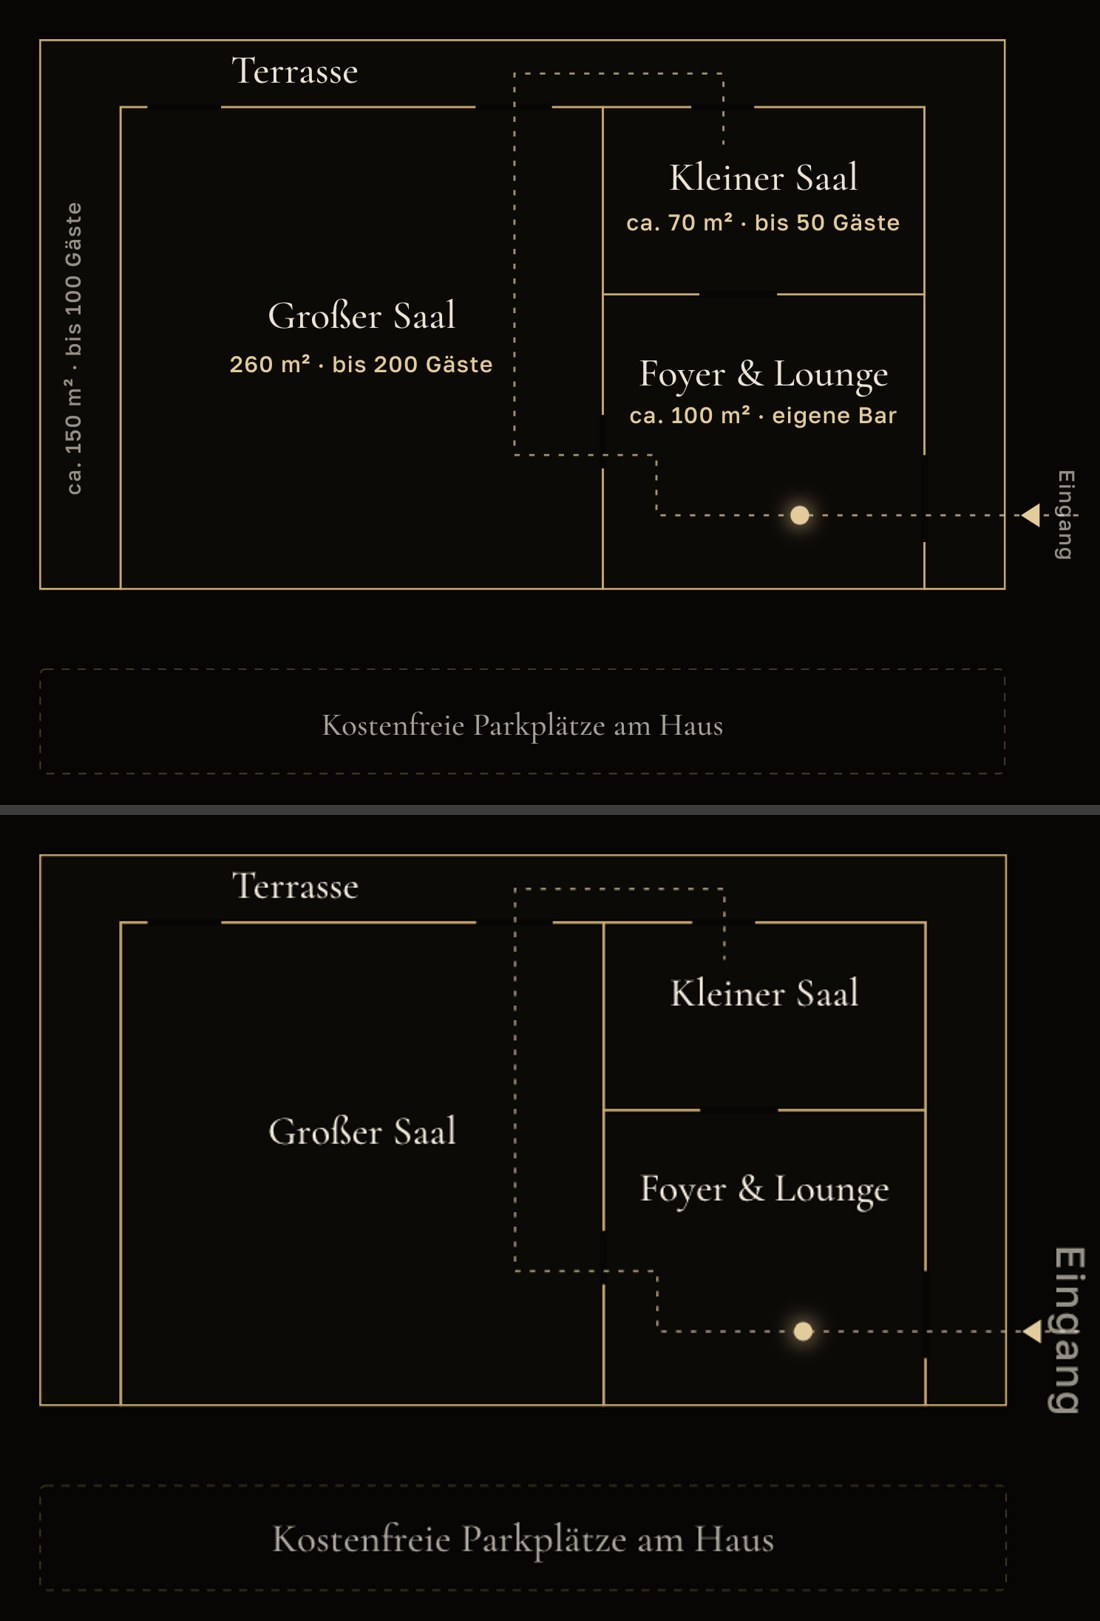 Terrasse
Kleiner Saal
ca. 70 m² · bis 50 Gäste
ca. 150 m² · bis 100 Gäste
Großer Saal
260 m² · bis 200 Gäste
Foyer & Lounge
ca. 100 m² · eigene Bar
Eingang
Kostenfreie Parkplätze am Haus
Terrasse
Kleiner Saal
Großer Saal
Foyer & Lounge
Eingang
Kostenfreie Parkplätze am Haus